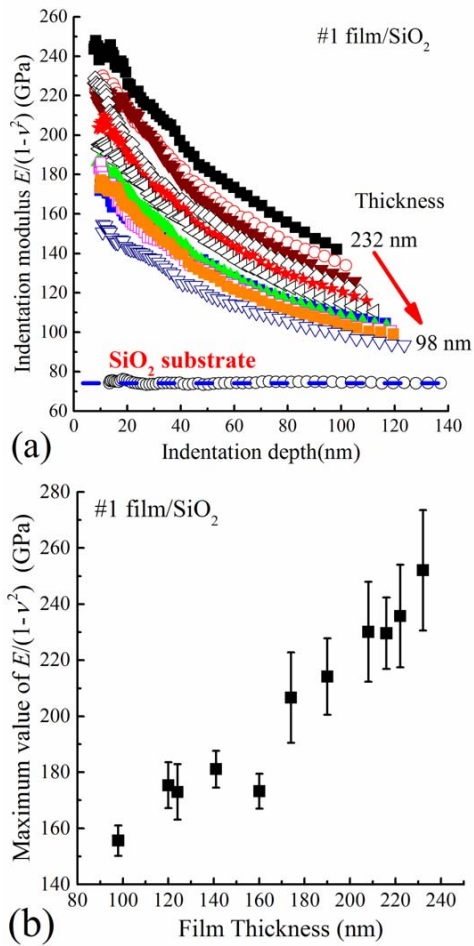 #1 film/SiO₂
Indentation modulus E/(1-ν²) (GPa)
260
240
220
200
180
160
140
120
100
80
60
Thickness
232 nm
98 nm
SiO₂ substrate
0 20 40 60 80 100 120 140
Indentation depth(nm)
(a)
#1 film/SiO₂
Maximum value of E/(1-ν²) (GPa)
280
260
240
220
200
180
160
140
80 100 120 140 160 180 200 220 240
Film Thickness (nm)
(b)